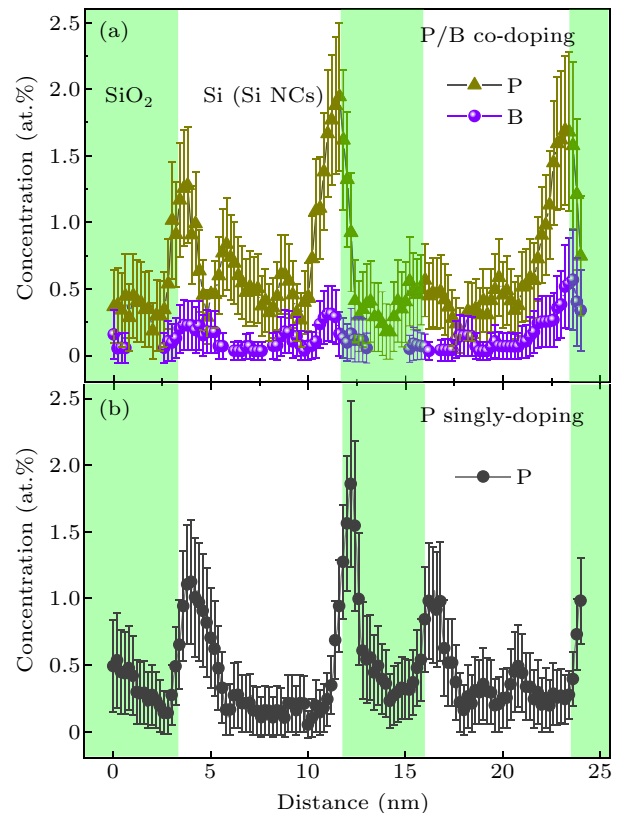 (a)
P/B co-doping
SiO2
Si (Si NCs)
P
B
2.5
2.0
1.5
1.0
0.5
0
Concentration (at.%)
(b)
P singly-doping
P
2.5
2.0
1.5
1.0
0.5
0
Concentration (at.%)
0 5 10 15 20 25
Distance (nm)